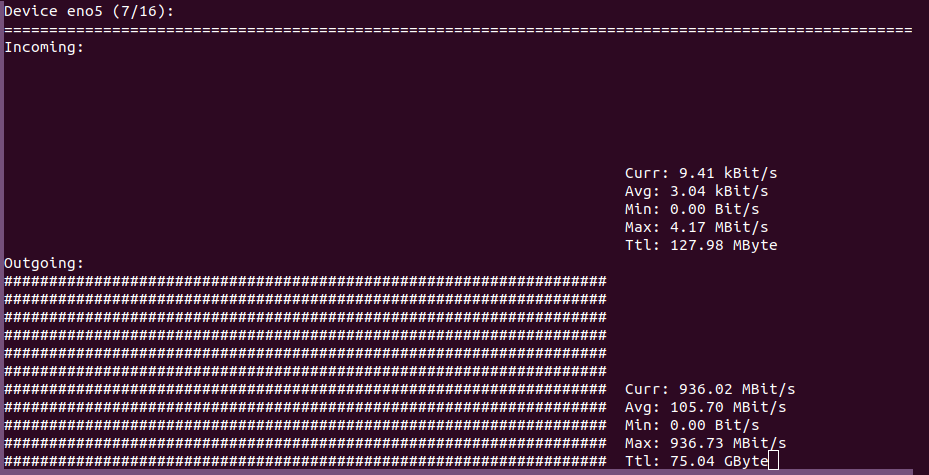 Device eno5 (7/16):
=====================================================================================================
Incoming:
Curr: 9.41 kBit/s
Avg: 3.04 kBit/s
Min: 0.00 Bit/s
Max: 4.17 MBit/s
Ttl: 127.98 MByte
Outgoing:
###################################################################
###################################################################
###################################################################
###################################################################
###################################################################
###################################################################
################################################################### Curr: 936.02 MBit/s
################################################################### Avg: 105.70 MBit/s
################################################################### Min: 0.00 Bit/s
################################################################### Max: 936.73 MBit/s
################################################################### Ttl: 75.04 GByte